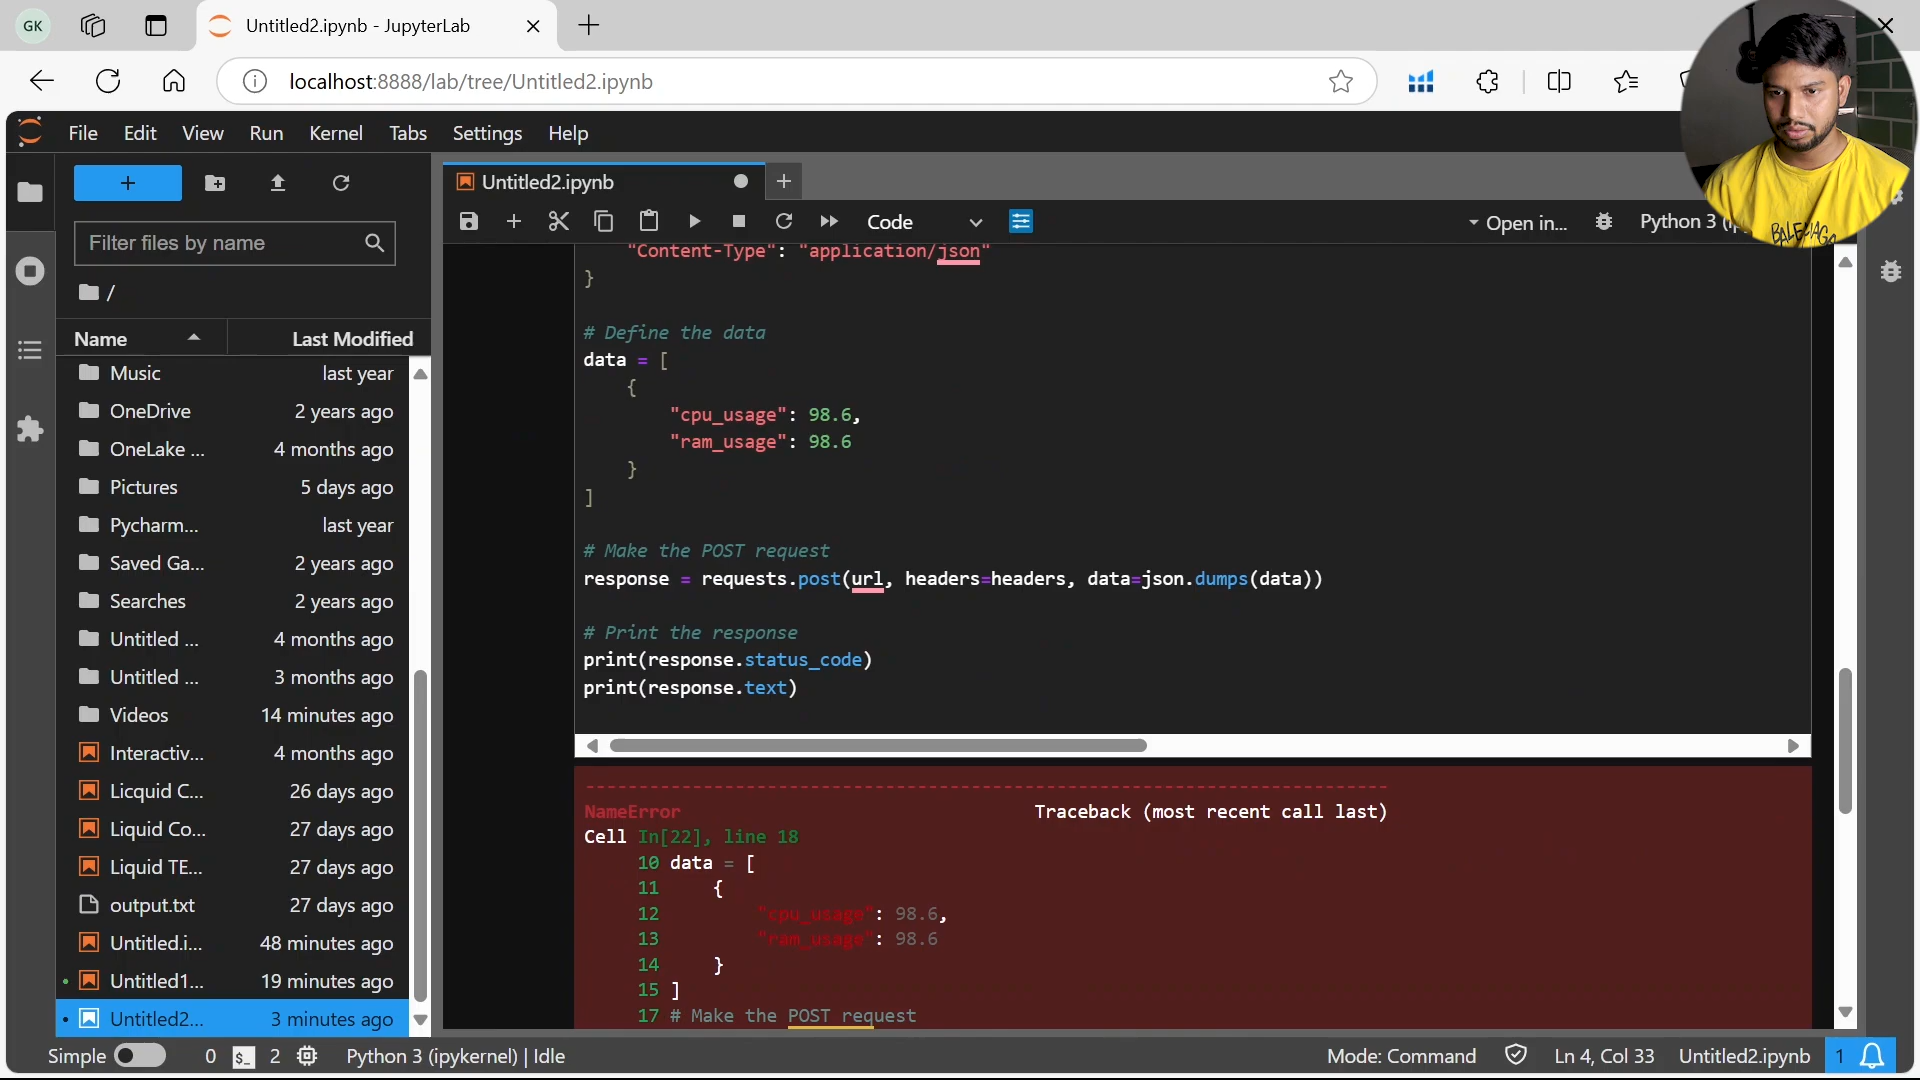 GK
Untitled2.ipynb - JupyterLab
localhost:8888/lab/tree/Untitled2.ipynb
File Edit View Run Kernel Tabs Settings Help
Filter files by name
/
Name Last Modified
Music last year
OneDrive 2 years ago
OneLake ... 4 months ago
Pictures 5 days ago
Pycharm... last year
Saved Ga... 2 years ago
Searches 2 years ago
Untitled ... 4 months ago
Untitled ... 3 months ago
Videos 14 minutes ago
Interactiv... 4 months ago
Licquid C... 26 days ago
Liquid Co... 27 days ago
Liquid TE... 27 days ago
output.txt 27 days ago
Untitled.i... 48 minutes ago
Untitled1... 19 minutes ago
Untitled2... 3 minutes ago
Untitled2.ipynb
Code
Open in...
Python 3
"Content-Type": "application/json"
}
# Define the data
data = [
{
"cpu_usage": 98.6,
"ram_usage": 98.6
}
]
# Make the POST request
response = requests.post(url, headers=headers, data=json.dumps(data))
# Print the response
print(response.status_code)
print(response.text)
---------------------------------------------------------------------------
NameError Traceback (most recent call last)
Cell In[22], line 18
10 data = [
11 {
12 "cpu_usage": 98.6,
13 "ram_usage": 98.6
14 }
15 ]
17 # Make the POST request
Simple 0 $_ 2 Python 3 (ipykernel) | Idle
Mode: Command Ln 4, Col 33 Untitled2.ipynb 1